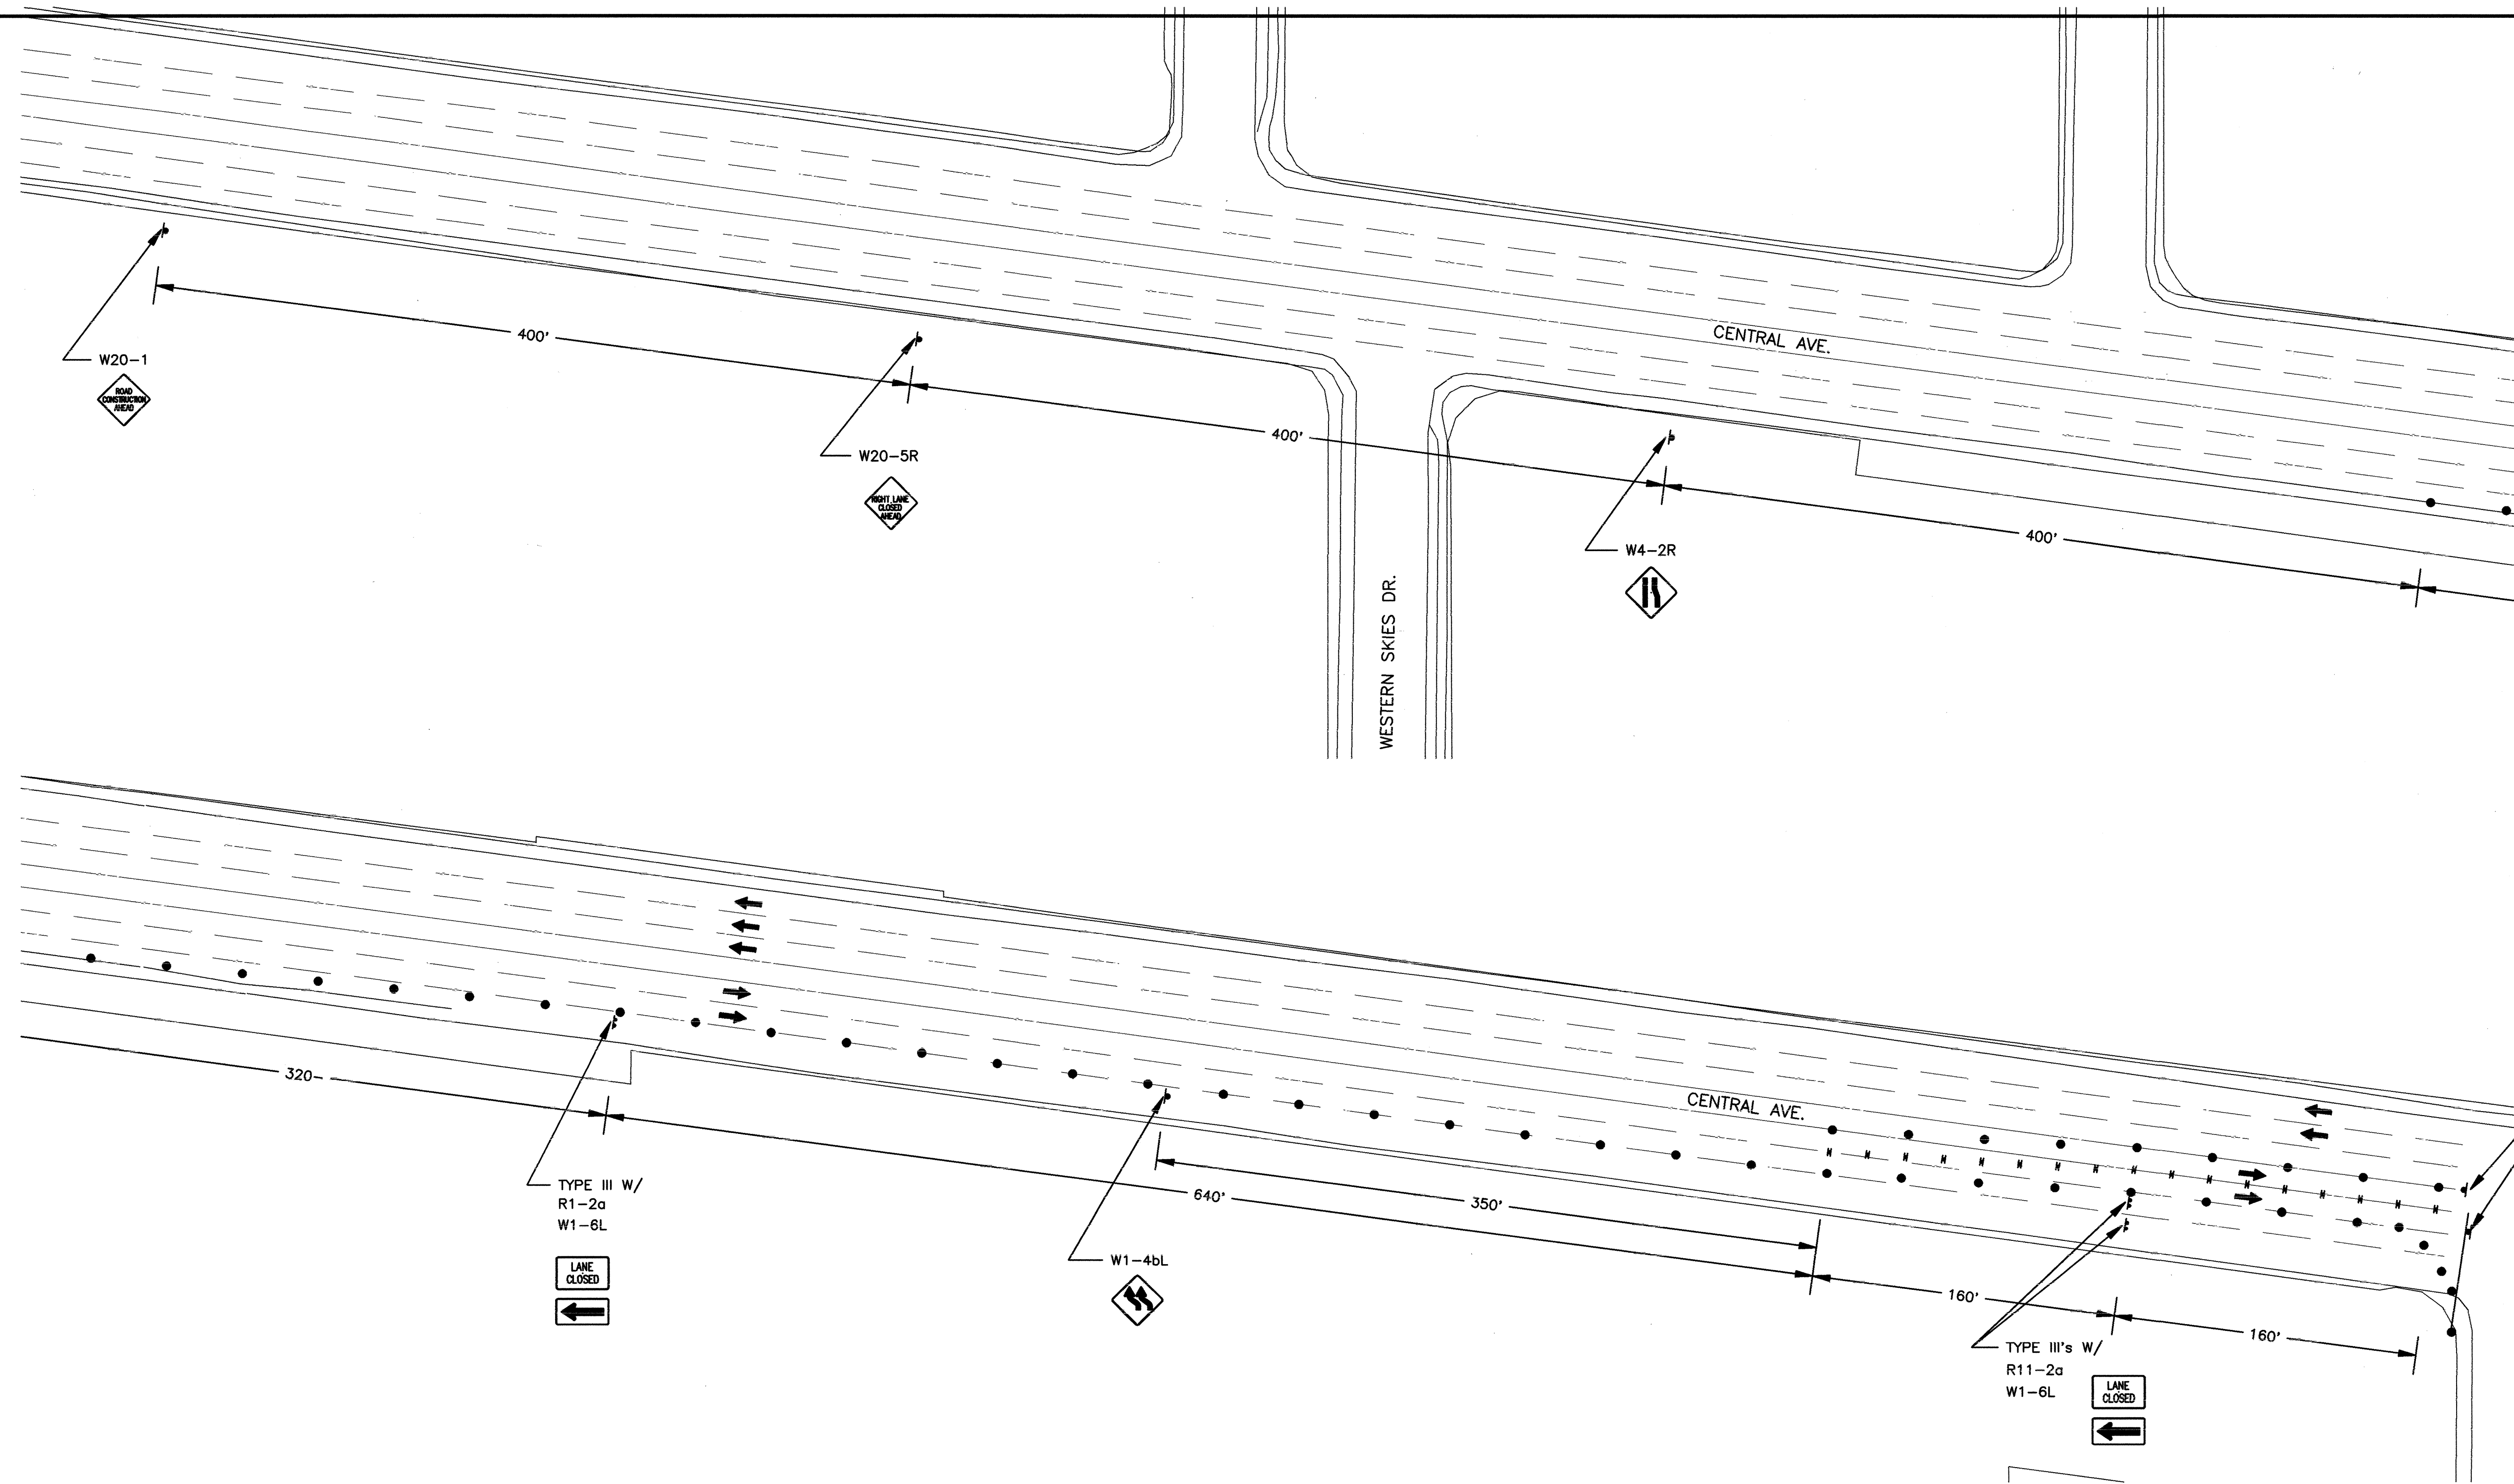 CENTRAL AVE.
400'
W20-1
ROAD
CONSTRUCTION
AHEAD
400'
W20-5R
RIGHT LANE
CLOSED
AHEAD
400'
W4-2R
WESTERN SKIES DR.
320-
TYPE III W/
R1-2a
W1-6L
LANE
CLOSED
CENTRAL AVE.
640'
350'
W1-4bL
160'
160'
TYPE III's W/
R11-2a
W1-6L
LANE
CLOSED